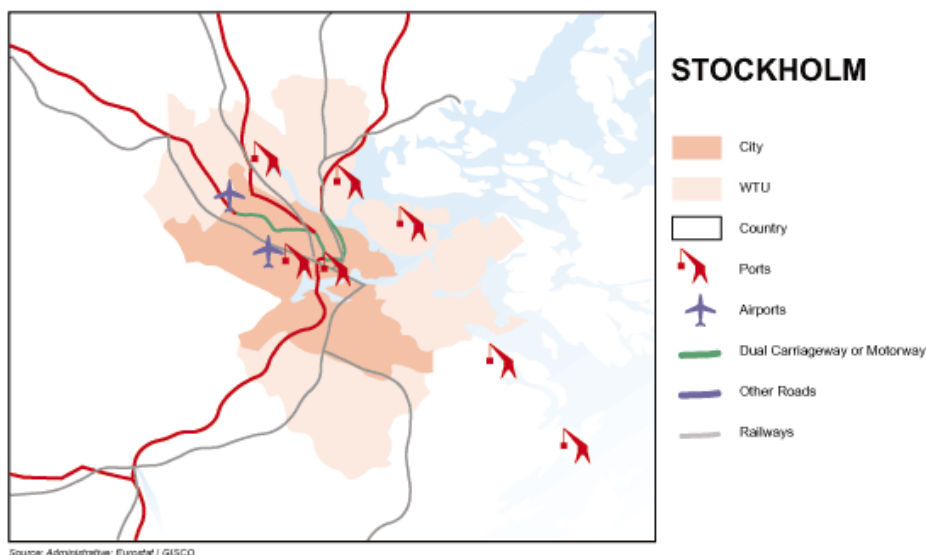 STOCKHOLM
City
WTU
Country
Ports
Airports
Dual Carriageway or Motorway
Other Roads
Railways
Source: Administrative: Eurostat | GISCO